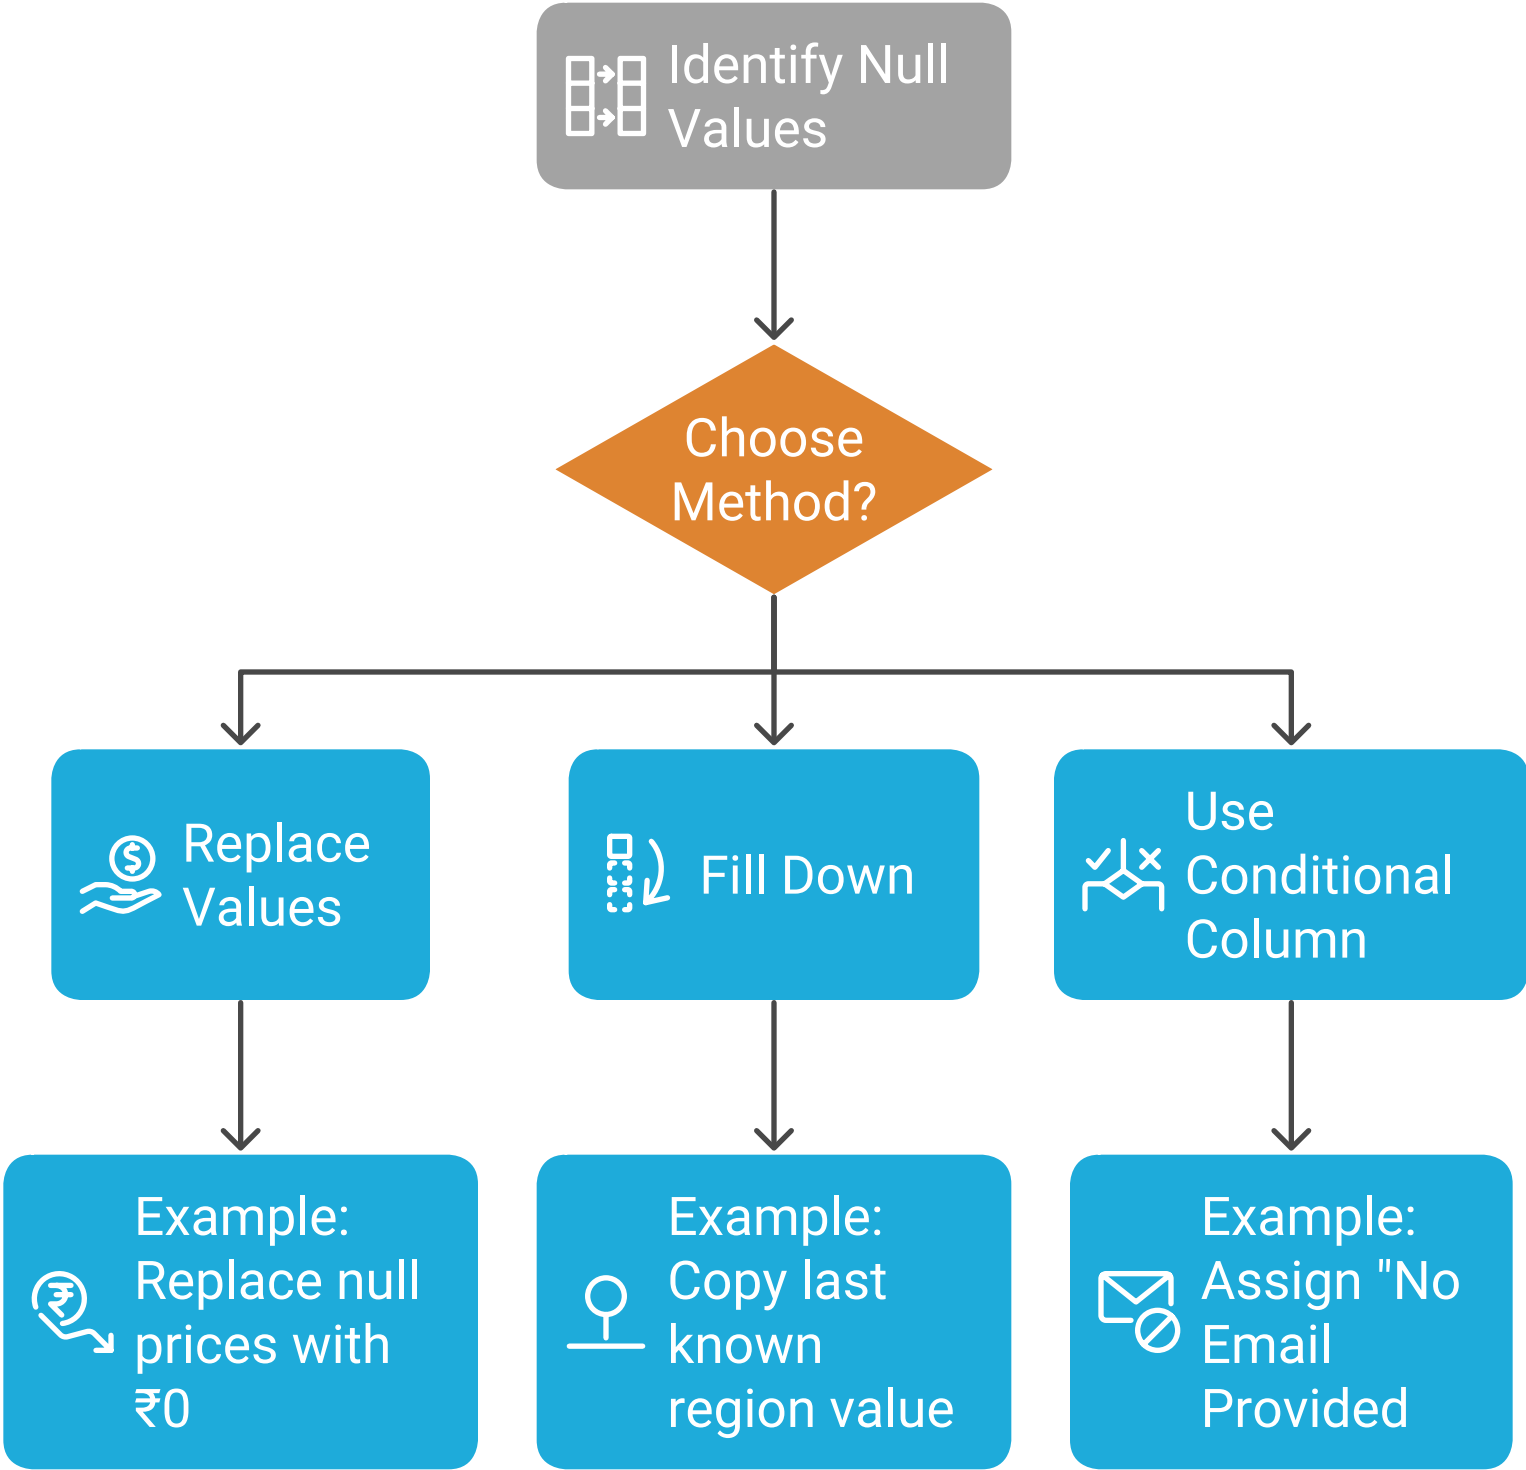 Identify Null
Values
Choose
Method?
Replace
Values
Fill Down
Use
Conditional
Column
Example:
Replace null
prices with
₹0
Example:
Copy last
known
region value
Example:
Assign "No
Email
Provided